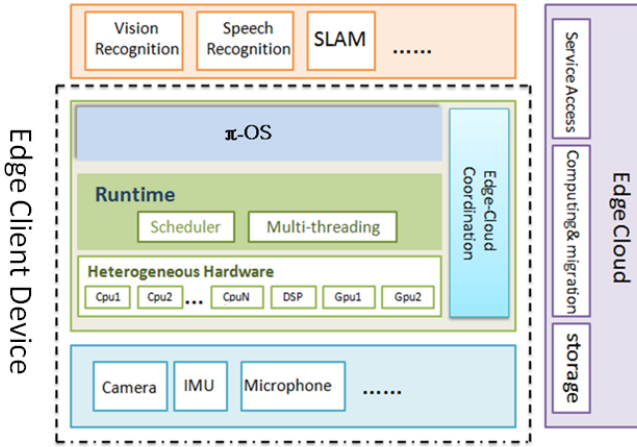 Vision
Recognition
Speech
Recognition
SLAM
......
Edge Client Device
π-OS
Runtime
Scheduler
Multi-threading
Heterogeneous Hardware
Cpu1
Cpu2
...
CpuN
DSP
Gpu1
Gpu2
Edge-Cloud
Coordination
Camera
IMU
Microphone
......
Service Access
Computing& migration
storage
Edge Cloud